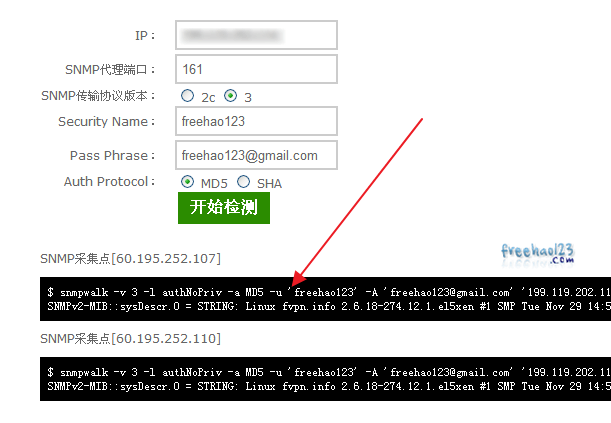 IP：
SNMP代理端口： 161
SNMP传输协议版本： 2c 3
Security Name： freehao123
Pass Phrase： freehao123@gmail.com
Auth Protocol： MD5 SHA
开始检测
SNMP采集点[60.195.252.107]
freehao123
.com
$ snmpwalk -v 3 -l authNoPriv -a MD5 -u 'freehao123' -A 'freehao123@gmail.com' '199.119.202.11
SNMPv2-MIB::sysDescr.0 = STRING: Linux fvpn.info 2.6.18-274.12.1.el5xen #1 SMP Tue Nov 29 14:5
SNMP采集点[60.195.252.110]
$ snmpwalk -v 3 -l authNoPriv -a MD5 -u 'freehao123' -A 'freehao123@gmail.com' '199.119.202.11
SNMPv2-MIB::sysDescr.0 = STRING: Linux fvpn.info 2.6.18-274.12.1.el5xen #1 SMP Tue Nov 29 14:5